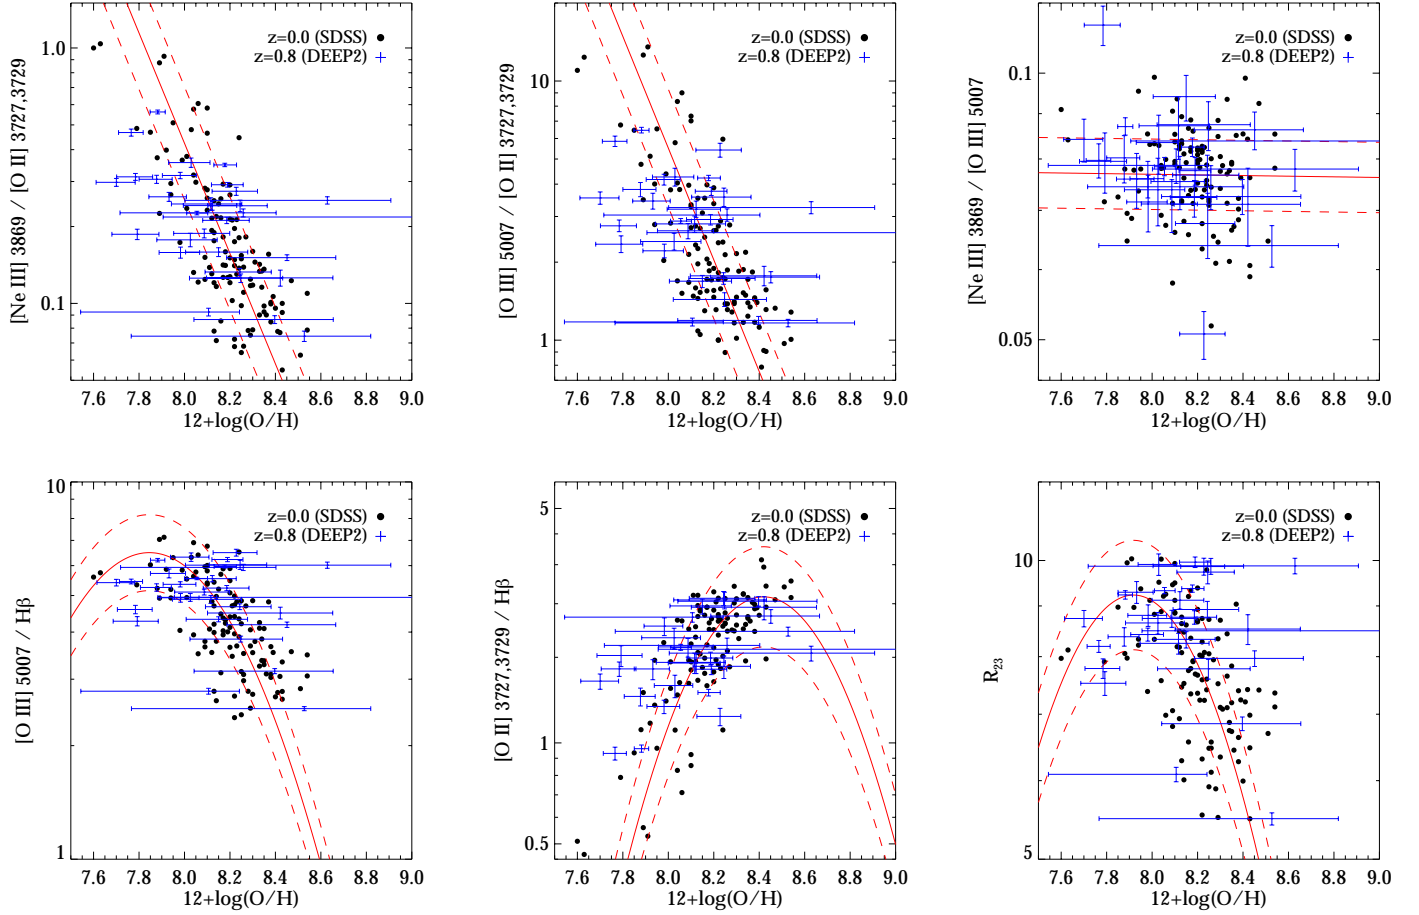 [Ne III] 3869 / [O II] 3727,3729
1.0
0.1
z=0.0 (SDSS)
z=0.8 (DEEP2)
7.6 7.8 8.0 8.2 8.4 8.6 8.8 9.0
12+log(O/H)
[O III] 5007 / [O II] 3727,3729
10
1
z=0.0 (SDSS)
z=0.8 (DEEP2)
7.6 7.8 8.0 8.2 8.4 8.6 8.8 9.0
12+log(O/H)
[Ne III] 3869 / [O III] 5007
0.1
0.05
z=0.0 (SDSS)
z=0.8 (DEEP2)
7.6 7.8 8.0 8.2 8.4 8.6 8.8 9.0
12+log(O/H)
[O III] 5007 / Hβ
10
1
z=0.0 (SDSS)
z=0.8 (DEEP2)
7.6 7.8 8.0 8.2 8.4 8.6 8.8 9.0
12+log(O/H)
[O II] 3727,3729 / Hβ
5
1
0.5
z=0.0 (SDSS)
z=0.8 (DEEP2)
7.6 7.8 8.0 8.2 8.4 8.6 8.8 9.0
12+log(O/H)
R23
10
5
z=0.0 (SDSS)
z=0.8 (DEEP2)
7.6 7.8 8.0 8.2 8.4 8.6 8.8 9.0
12+log(O/H)